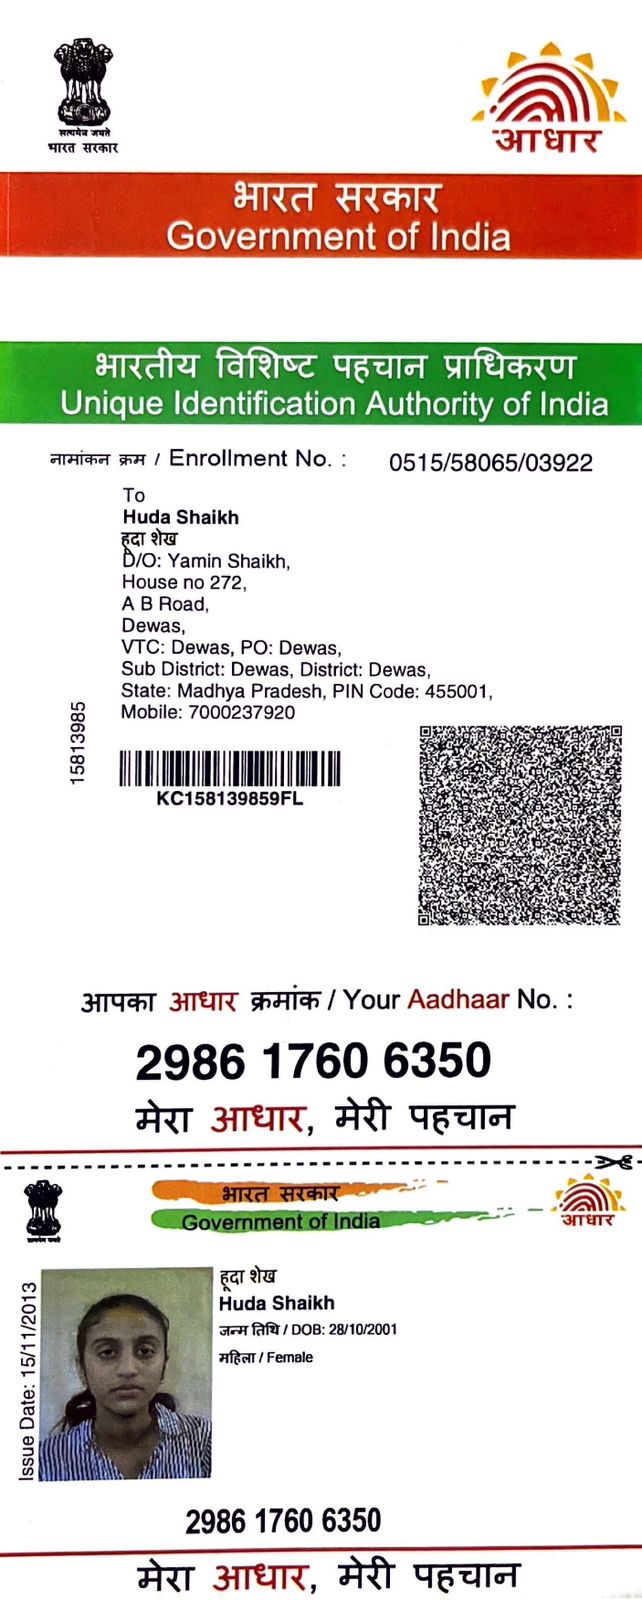 सत्यमेव जयते
भारत सरकार
आधार
भारत सरकार
Government of India
भारतीय विशिष्ट पहचान प्राधिकरण
Unique Identification Authority of India
नामांकन क्रम / Enrollment No. : 0515/58065/03922
To
Huda Shaikh
हूदा शेख
D/O: Yamin Shaikh,
House no 272,
A B Road,
Dewas,
VTC: Dewas, PO: Dewas,
Sub District: Dewas, District: Dewas,
State: Madhya Pradesh, PIN Code: 455001,
Mobile: 7000237920
15813985
KC158139859FL
आपका आधार क्रमांक / Your Aadhaar No. :
2986 1760 6350
मेरा आधार, मेरी पहचान
भारत सरकार
Government of India
आधार
हूदा शेख
Huda Shaikh
जन्म तिथि / DOB: 28/10/2001
महिला / Female
Issue Date: 15/11/2013
2986 1760 6350
मेरा आधार, मेरी पहचान